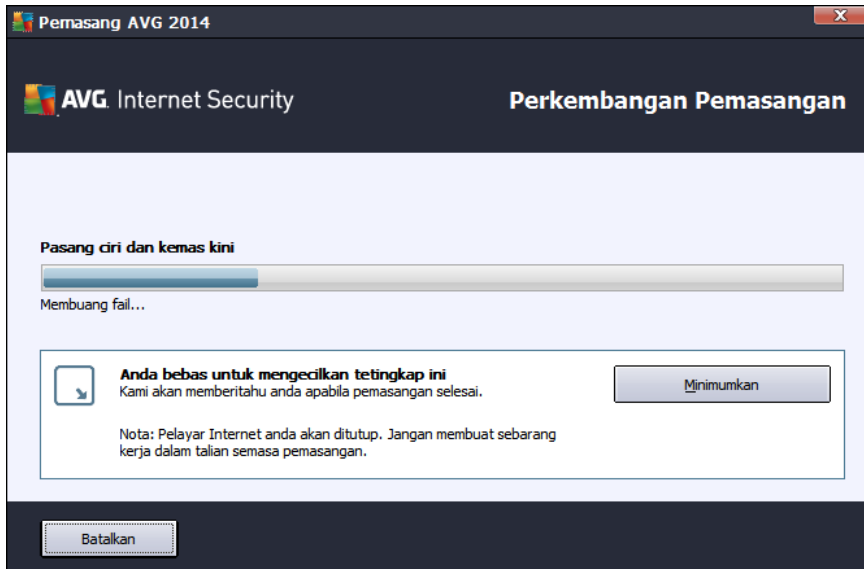 Pemasang AVG 2014
AVG. Internet Security
Perkembangan Pemasangan
Pasang ciri dan kemas kini
Membuang fail...
Anda bebas untuk mengecilkan tetingkap ini
Kami akan memberitahu anda apabila pemasangan selesai.
Minimumkan
Nota: Pelayar Internet anda akan ditutup. Jangan membuat sebarang
kerja dalam talian semasa pemasangan.
Batalkan